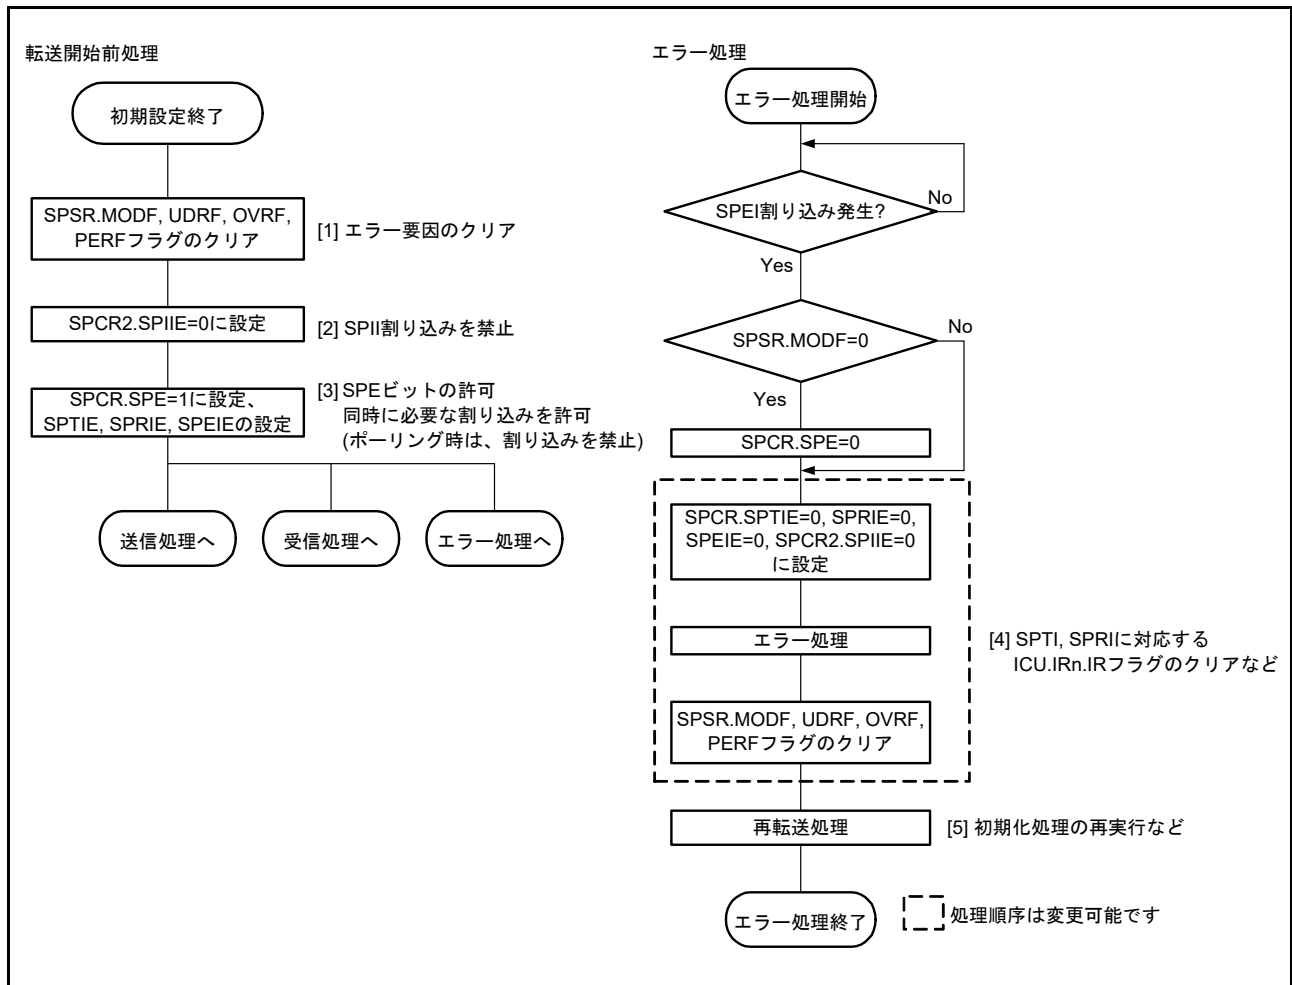 転送開始前処理
初期設定終了
SPSR.MODF, UDRF, OVRF,
PERFフラグのクリア
[1] エラー要因のクリア
SPCR2.SPIIE=0に設定
[2] SPII割り込みを禁止
SPCR.SPE=1に設定、
SPTIE, SPRIE, SPEIEの設定
[3] SPEビットの許可
同時に必要な割り込みを許可
(ポーリング時は、割り込みを禁止)
送信処理へ
受信処理へ
エラー処理へ
エラー処理
エラー処理開始
SPEI割り込み発生?
No
Yes
SPSR.MODF=0
No
Yes
SPCR.SPE=0
SPCR.SPTIE=0, SPRIE=0,
SPEIE=0, SPCR2.SPIIE=0
に設定
エラー処理
[4] SPTI, SPRIに対応する
ICU.IRn.IRフラグのクリアなど
SPSR.MODF, UDRF, OVRF,
PERFフラグのクリア
再転送処理
[5] 初期化処理の再実行など
エラー処理終了
処理順序は変更可能です